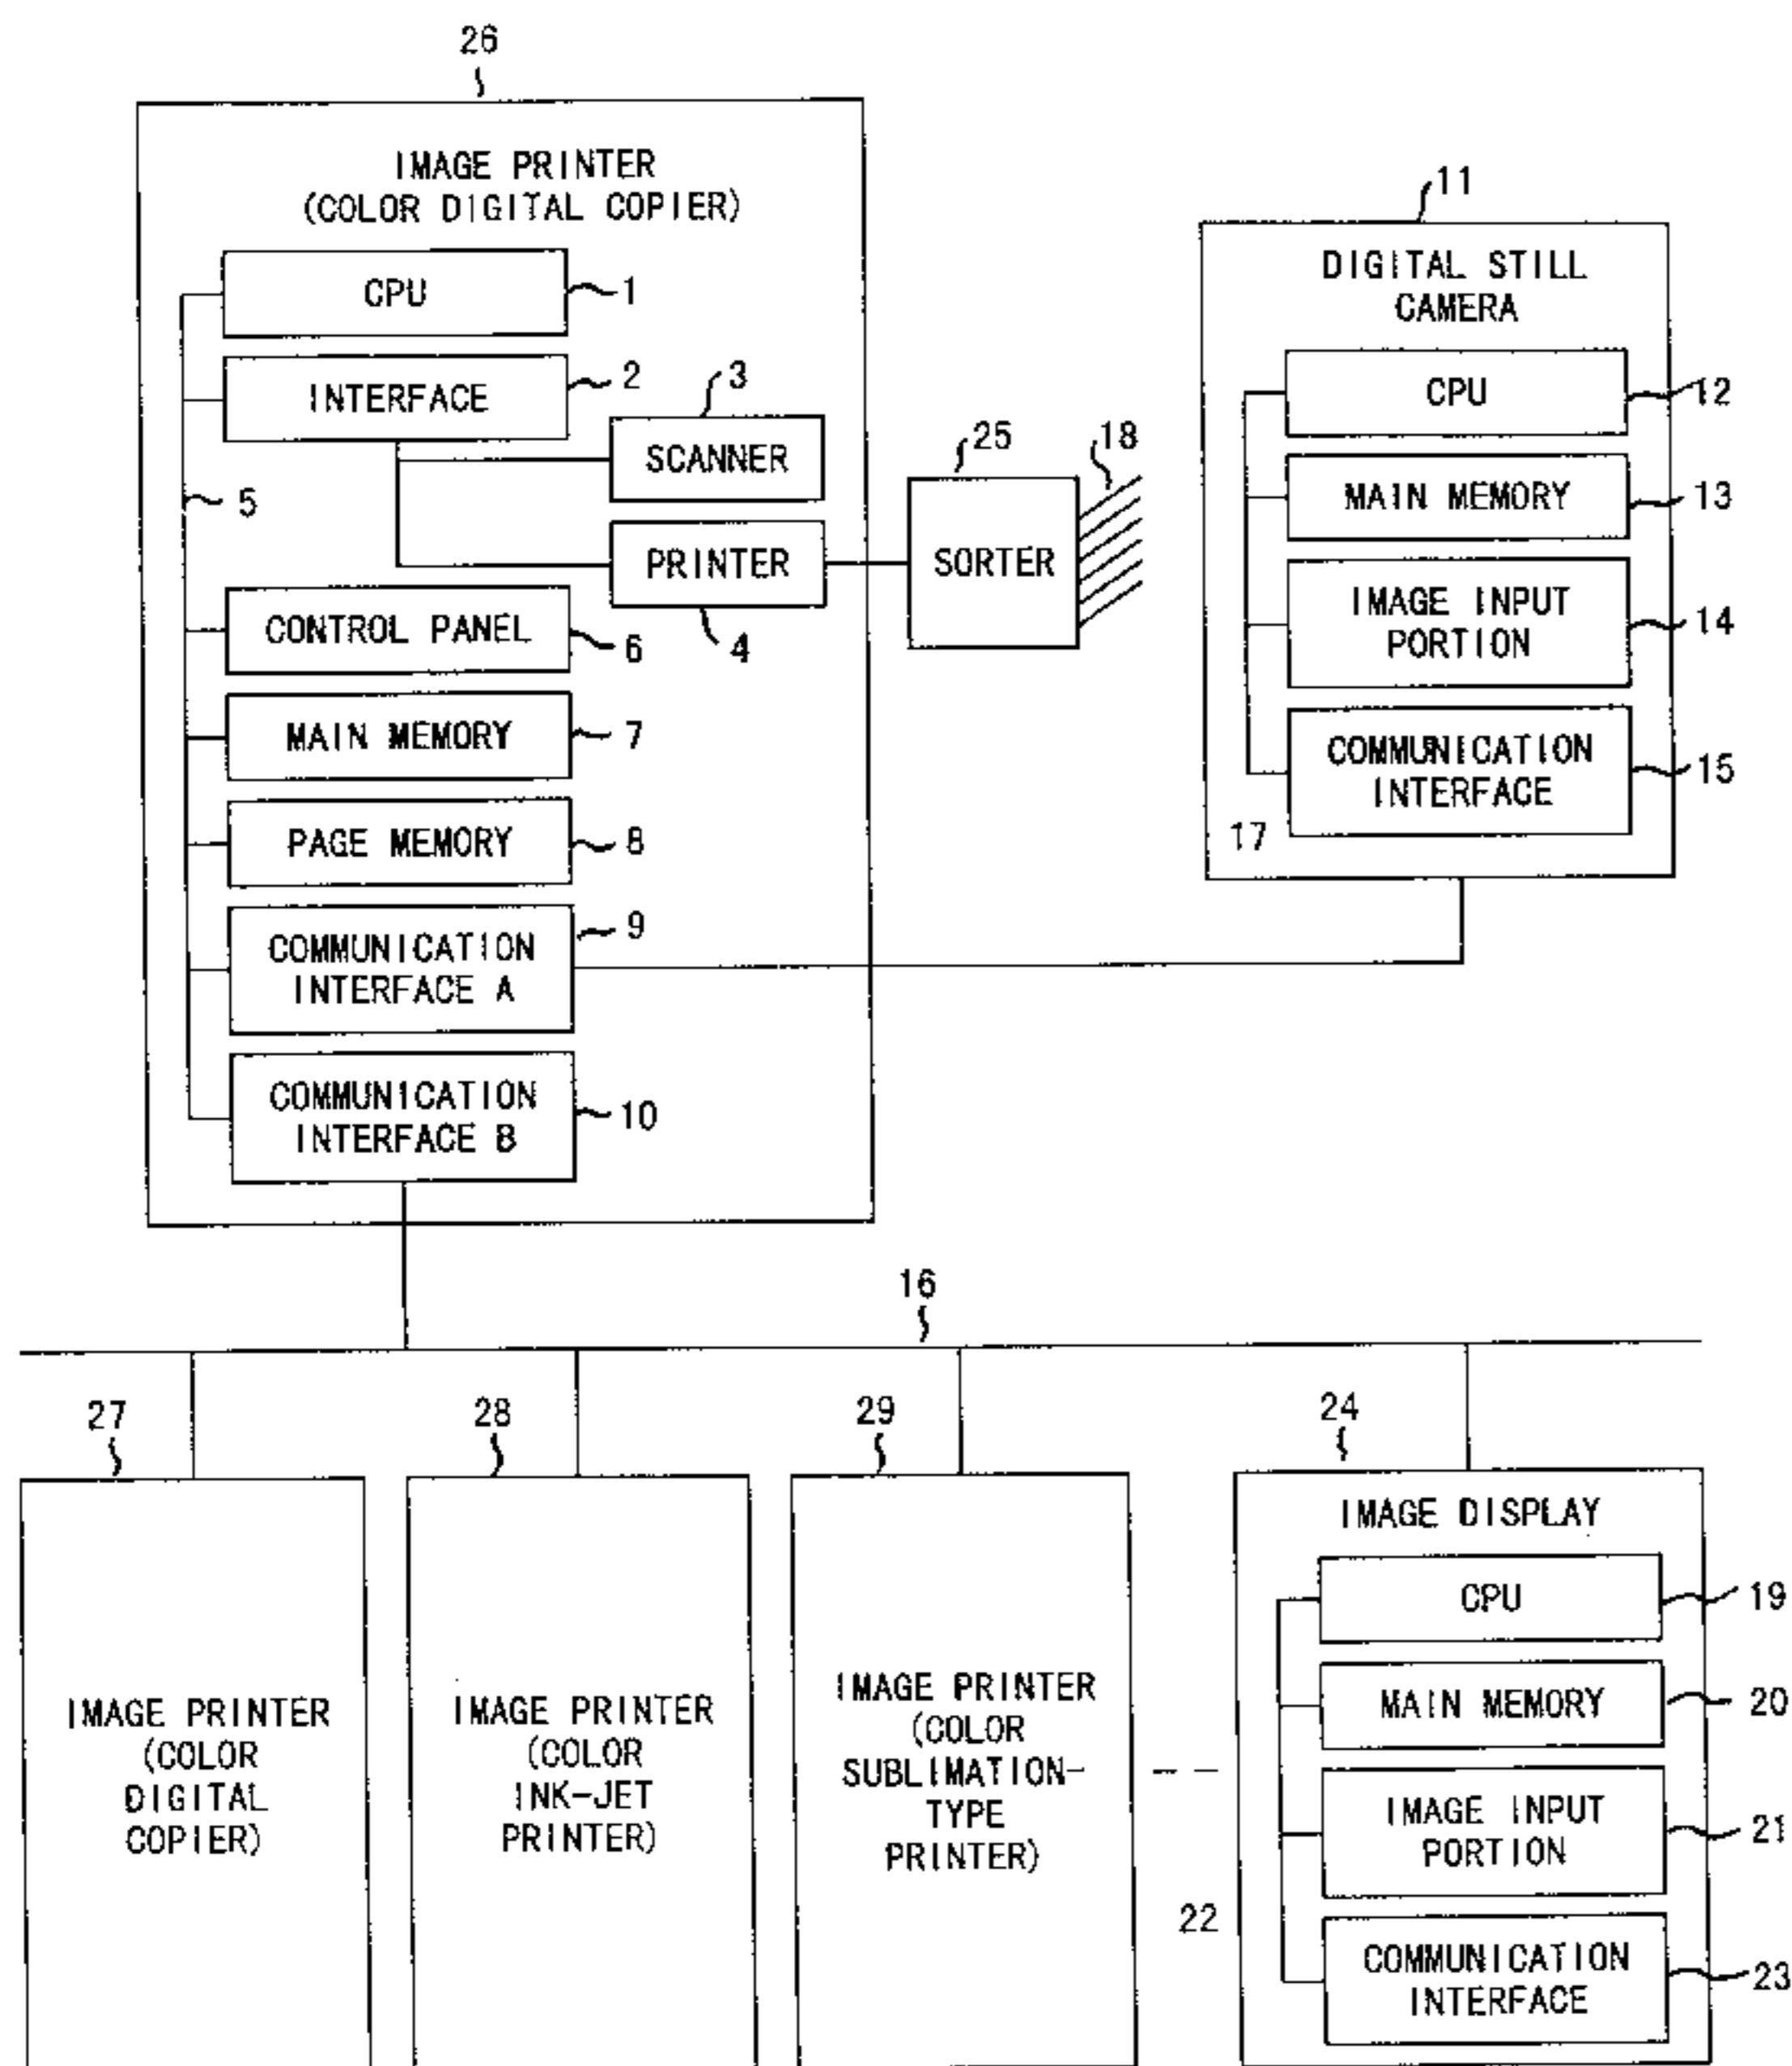 26
IMAGE PRINTER
(COLOR DIGITAL COPIER)
CPU
1
INTERFACE
2
3
SCANNER
5
PRINTER
4
25
18
SORTER
CONTROL PANEL
6
MAIN MEMORY
7
PAGE MEMORY
8
COMMUNICATION
INTERFACE A
9
COMMUNICATION
INTERFACE B
10
11
DIGITAL STILL
CAMERA
CPU
12
MAIN MEMORY
13
IMAGE INPUT
PORTION
14
COMMUNICATION
INTERFACE
15
17
16
27
IMAGE PRINTER
(COLOR
DIGITAL
COPIER)
28
IMAGE PRINTER
(COLOR
INK-JET
PRINTER)
29
IMAGE PRINTER
(COLOR
SUBLIMATION-
TYPE
PRINTER)
24
IMAGE DISPLAY
CPU
19
MAIN MEMORY
20
IMAGE INPUT
PORTION
21
22
COMMUNICATION
INTERFACE
23